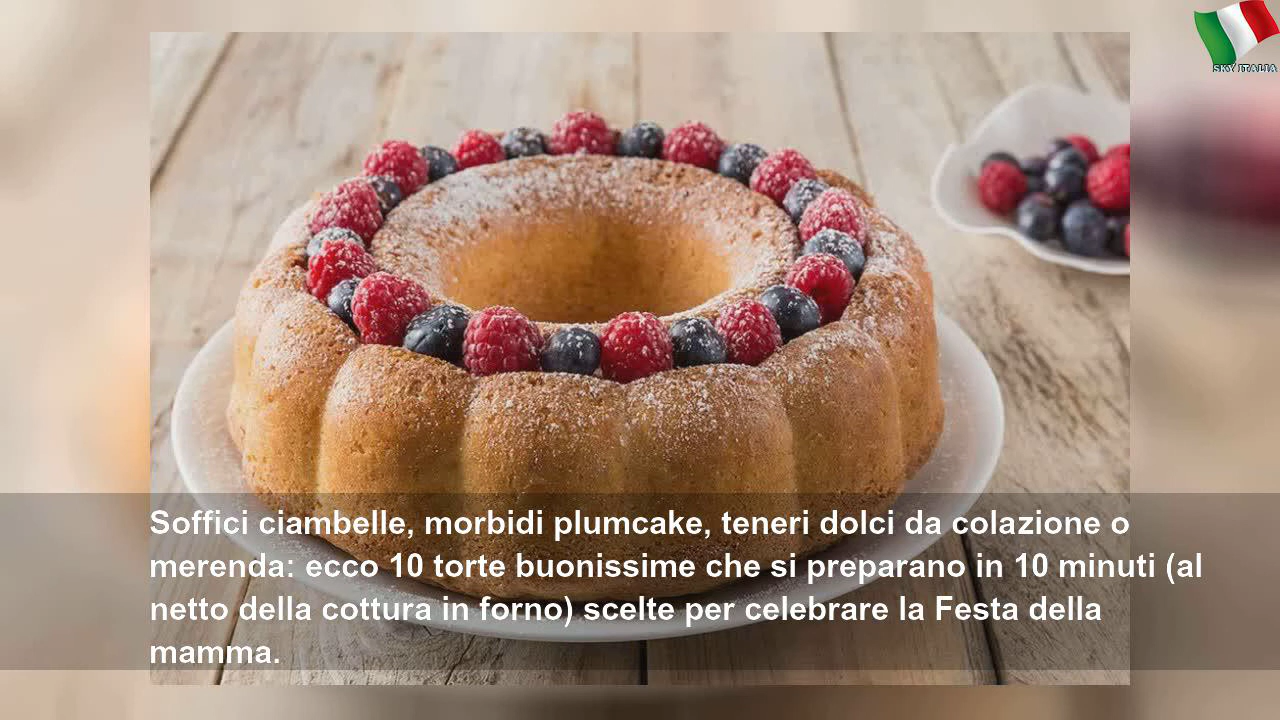 SKY ITALIA
Soffici ciambelle, morbidi plumcake, teneri dolci da colazione o
merenda: ecco 10 torte buonissime che si preparano in 10 minuti (al
netto della cottura in forno) scelte per celebrare la Festa della
mamma.